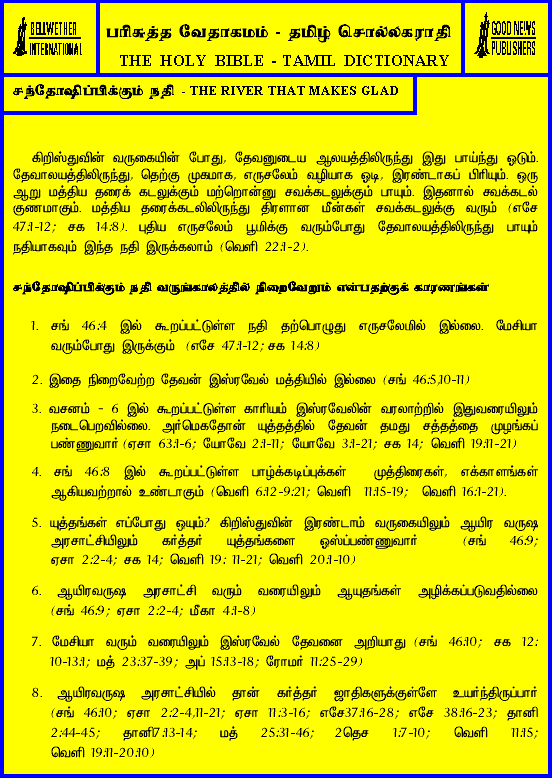 BELLWETHER
INTERNATIONAL
பரிசுத்த வேதாகமம் - தமிழ் சொல்லகராதி
THE HOLY BIBLE - TAMIL DICTIONARY
GOOD NEWS
PUBLISHERS
சந்தோஷிப்பிக்கும் நதி - THE RIVER THAT MAKES GLAD
கிறிஸ்துவின் வருகையின் போது, தேவனுடைய ஆலயத்திலிருந்து இது பாய்ந்து ஓடும்.
தேவாலயத்திலிருந்து, தெற்கு முகமாக, எருசலேம் வழியாக ஓடி, இரண்டாகப் பிரியும். ஒரு
ஆறு மத்திய தரைக் கடலுக்கும் மற்றொன்று சவக்கடலுக்கும் பாயும். இதனால் சவக்கடல்
குணமாகும். மத்திய தரைக்கடலிலிருந்து திரளான மீன்கள் சவக்கடலுக்கு வரும் (எசே
47:1-12; சக 14:8). புதிய எருசலேம் பூமிக்கு வரும்போது தேவாலயத்திலிருந்து பாயும்
நதியாகவும் இந்த நதி இருக்கலாம் (வெளி 22:1-2).
சந்தோஷிப்பிக்கும் நதி வருங்காலத்தில் நிறைவேறும் என்பதற்குக் காரணங்கள்
1. சங் 46:4 இல் கூறப்பட்டுள்ள நதி தற்பொழுது எருசலேமில் இல்லை. மேசியா
வரும்போது இருக்கும் (எசே 47:1-12; சக 14:8)
2. இதை நிறைவேற்ற தேவன் இஸ்ரவேல் மத்தியில் இல்லை (சங் 46:5,10-11)
3. வசனம் - 6 இல் கூறப்பட்டுள்ள காரியம் இஸ்ரவேலின் வரலாற்றில் இதுவரையிலும்
நடைபெறவில்லை. அர்மெகதோன் யுத்தத்தில் தேவன் தமது சத்தத்தை முழங்கப்
பண்ணுவார் (ஏசா 63:1-6; யோவே 2:1-11; யோவே 3:1-21; சக 14; வெளி 19:11-21)
4. சங் 46:8 இல் கூறப்பட்டுள்ள பாழ்க்கடிப்புக்கள் முத்திரைகள், எக்காளங்கள்
ஆகியவற்றால் உண்டாகும் (வெளி 6:12-9:21; வெளி 11:15-19; வெளி 16:1-21).
5. யுத்தங்கள் எப்போது ஓயும்? கிறிஸ்துவின் இரண்டாம் வருகையிலும் ஆயிர வருஷ
அரசாட்சியிலும் கர்த்தர் யுத்தங்களை ஓஸ்ப்பண்ணுவார் (சங் 46:9;
ஏசா 2:2-4; சக 14; வெளி 19: 11-21; வெளி 20:1-10)
6. ஆயிரவருஷ அரசாட்சி வரும் வரையிலும் ஆயுதங்கள் அழிக்கப்படுவதில்லை
(சங் 46:9; ஏசா 2:2-4; மீகா 4:1-8)
7. மேசியா வரும் வரையிலும் இஸ்ரவேல் தேவனை அறியாது (சங் 46:10; சக 12:
10-13:1; மத் 23:37-39; அப் 15:13-18; ரோமர் 11:25-29)
8. ஆயிரவருஷ அரசாட்சியில் தான் கர்த்தர் ஜாதிகளுக்குள்ளே உயர்ந்திருப்பார்
(சங் 46:10; ஏசா 2:2-4,11-21; ஏசா 11:3-16; எசே37:16-28; எசே 38:16-23; தானி
2:44-45; தானி7:13-14; மத் 25:31-46; 2தெச 1:7-10; வெளி 11:15;
வெளி 19:11-20:10)